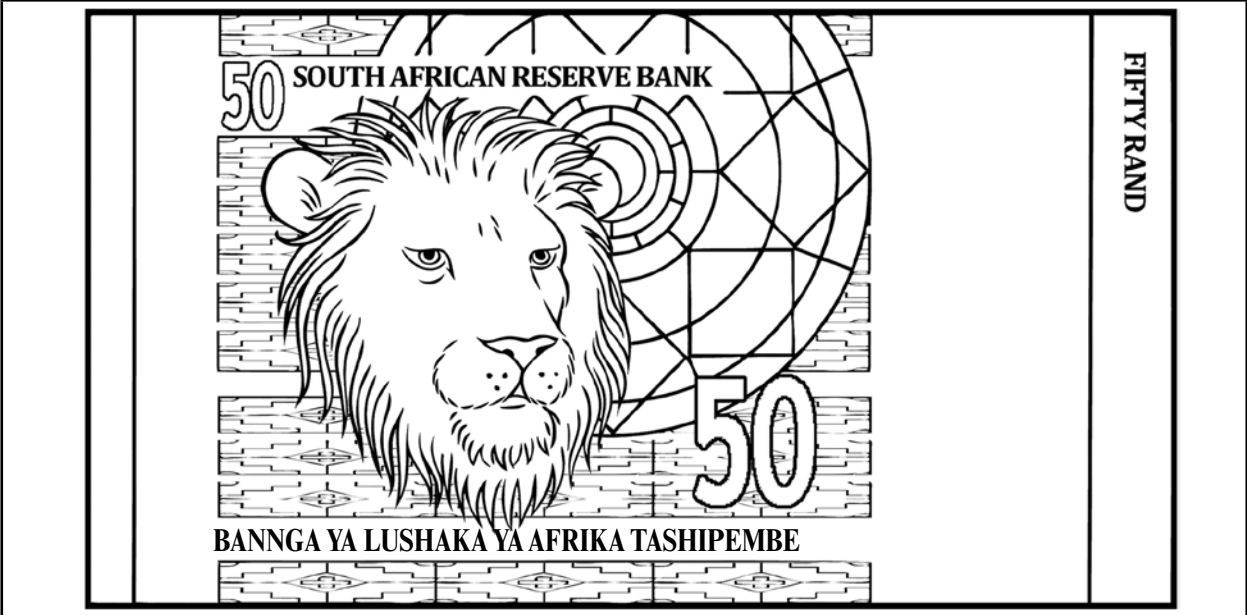 50 SOUTH AFRICAN RESERVE BANK
FIFTY RAND
50
BANNGA YA LUSHAKA YA AFRIKA TASHIPEMBE